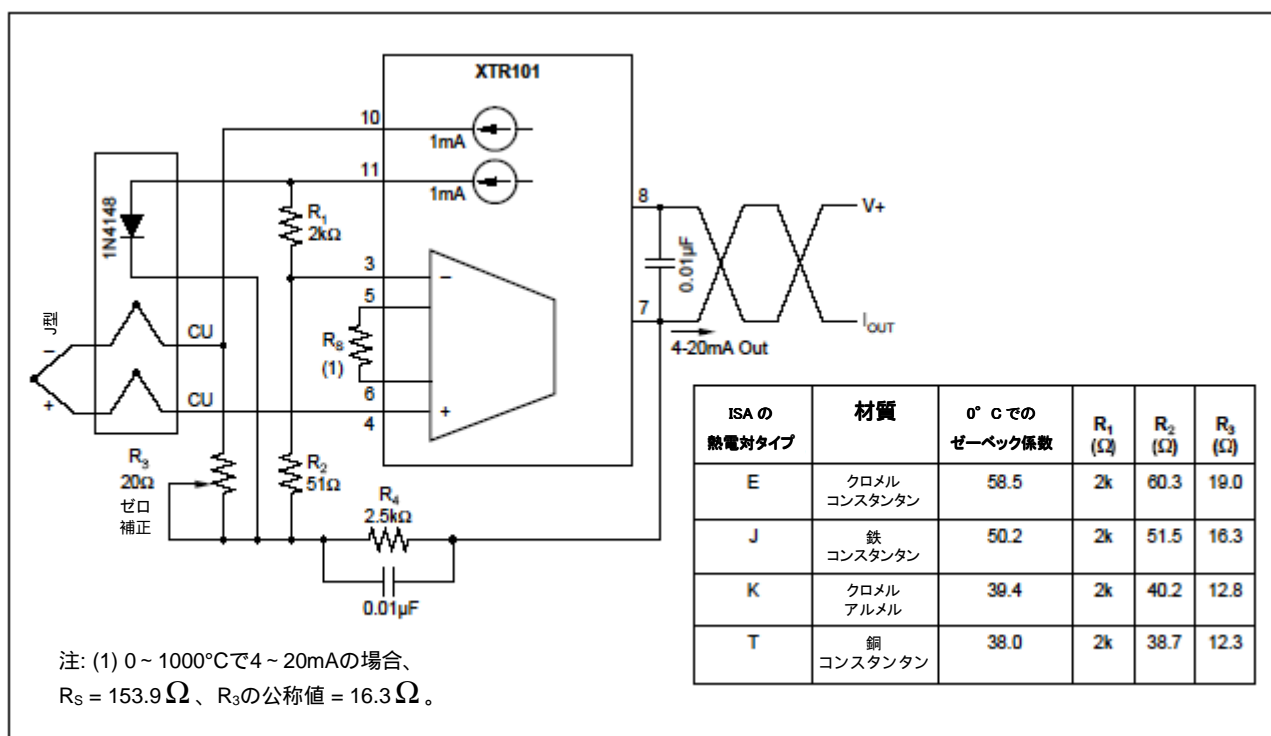 XTR101
10
1mA
11
1mA
1N4148
R1
2kΩ
3
−
5
RS
(1)
6
4
+
8
V+
0.01µF
7
IOUT
4-20mA Out
J型
−
+
CU
CU
R3
20Ω
ゼロ
補正
R2
51Ω
R4
2.5kΩ
0.01µF
ISA の
熱電対タイプ
材質
0° C での
ゼーベック係数
R1
(Ω)
R2
(Ω)
R3
(Ω)
E
クロメル
コンスタンタン
58.5 2k 60.3 19.0
J
鉄
コンスタンタン
50.2 2k 51.5 16.3
K
クロメル
アルメル
39.4 2k 40.2 12.8
T
銅
コンスタンタン
38.0 2k 38.7 12.3
注: (1) 0 ~ 1000°Cで4 ~ 20mAの場合、
RS = 153.9 Ω 、R3の公称値 = 16.3 Ω 。